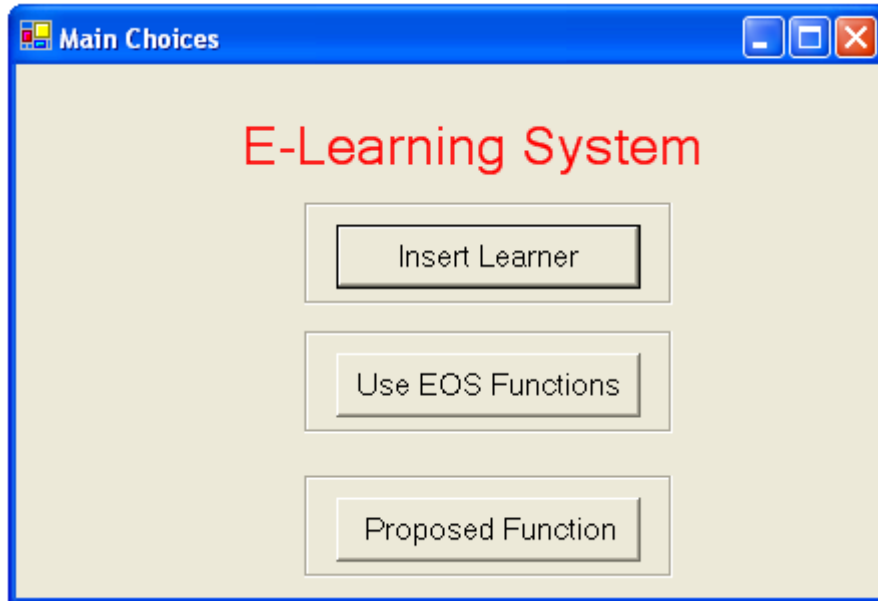 Main Choices
E-Learning System
Insert Learner
Use EOS Functions
Proposed Function